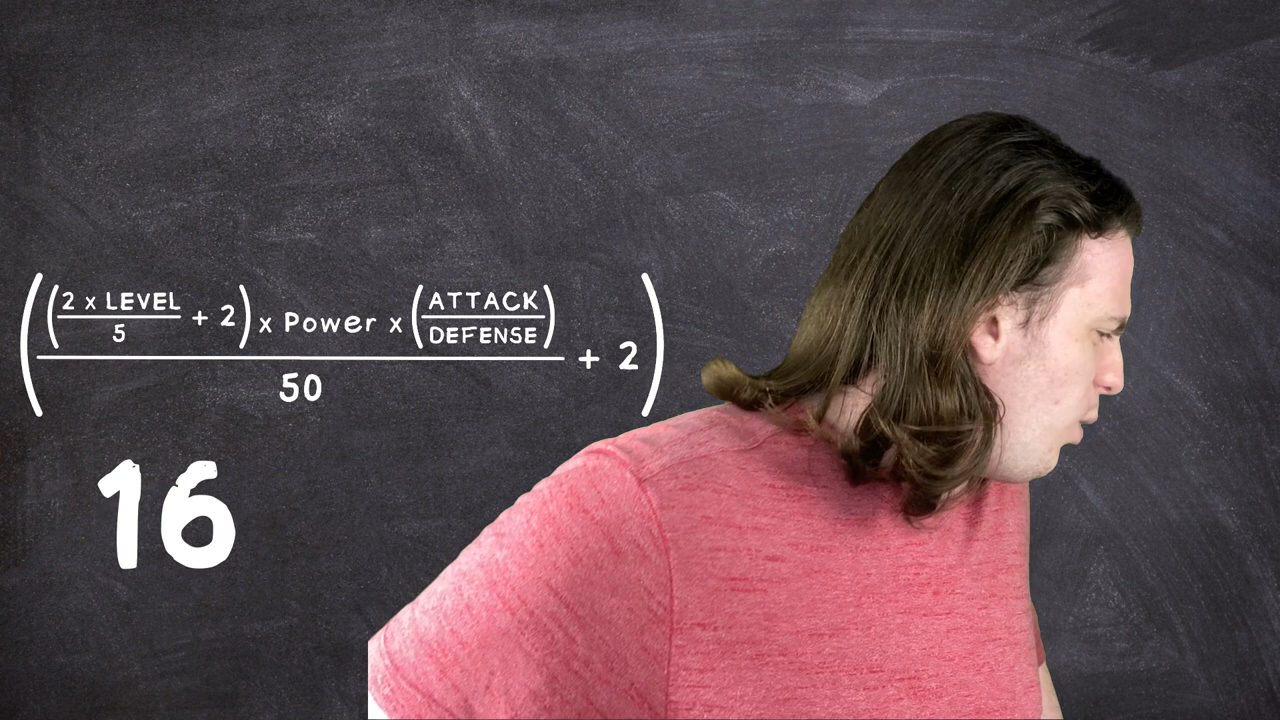 ((2 x LEVEL / 5 + 2) x Power x (ATTACK / DEFENSE) / 50 + 2)
16